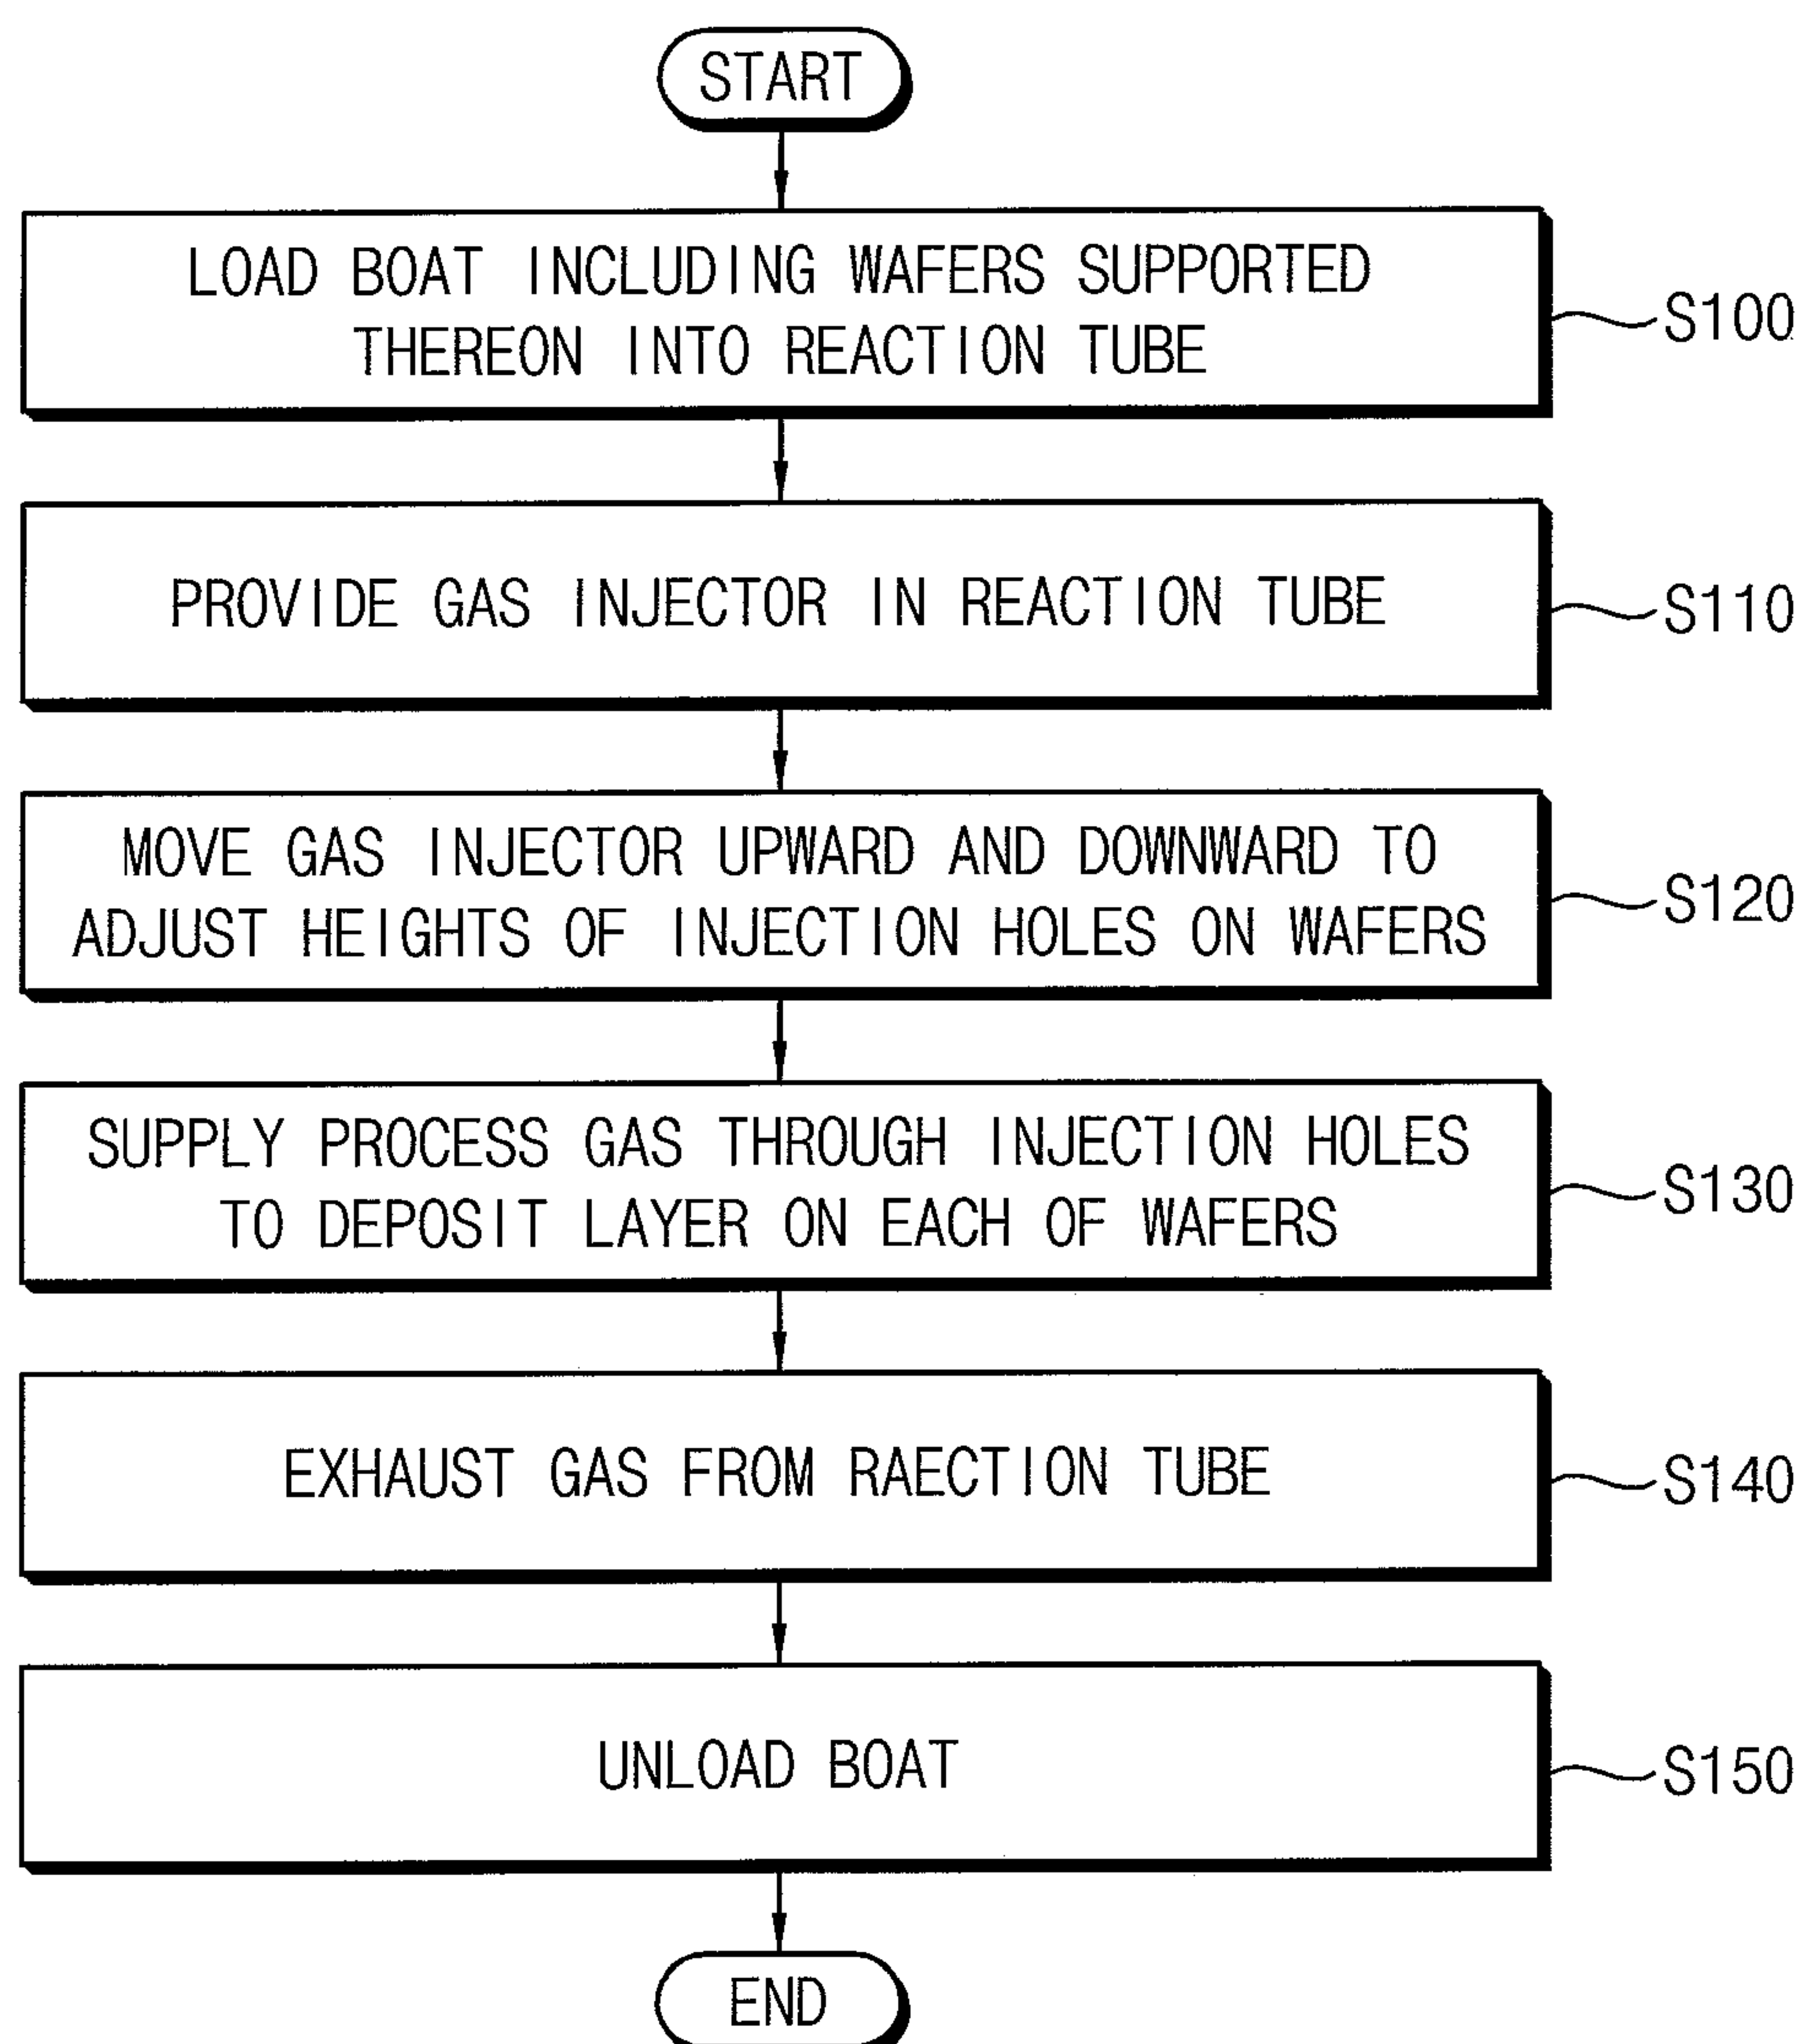 START
LOAD BOAT INCLUDING WAFERS SUPPORTED
THEREON INTO REACTION TUBE
S100
PROVIDE GAS INJECTOR IN REACTION TUBE
S110
MOVE GAS INJECTOR UPWARD AND DOWNWARD TO
ADJUST HEIGHTS OF INJECTION HOLES ON WAFERS
S120
SUPPLY PROCESS GAS THROUGH INJECTION HOLES
TO DEPOSIT LAYER ON EACH OF WAFERS
S130
EXHAUST GAS FROM RAECTION TUBE
S140
UNLOAD BOAT
S150
END